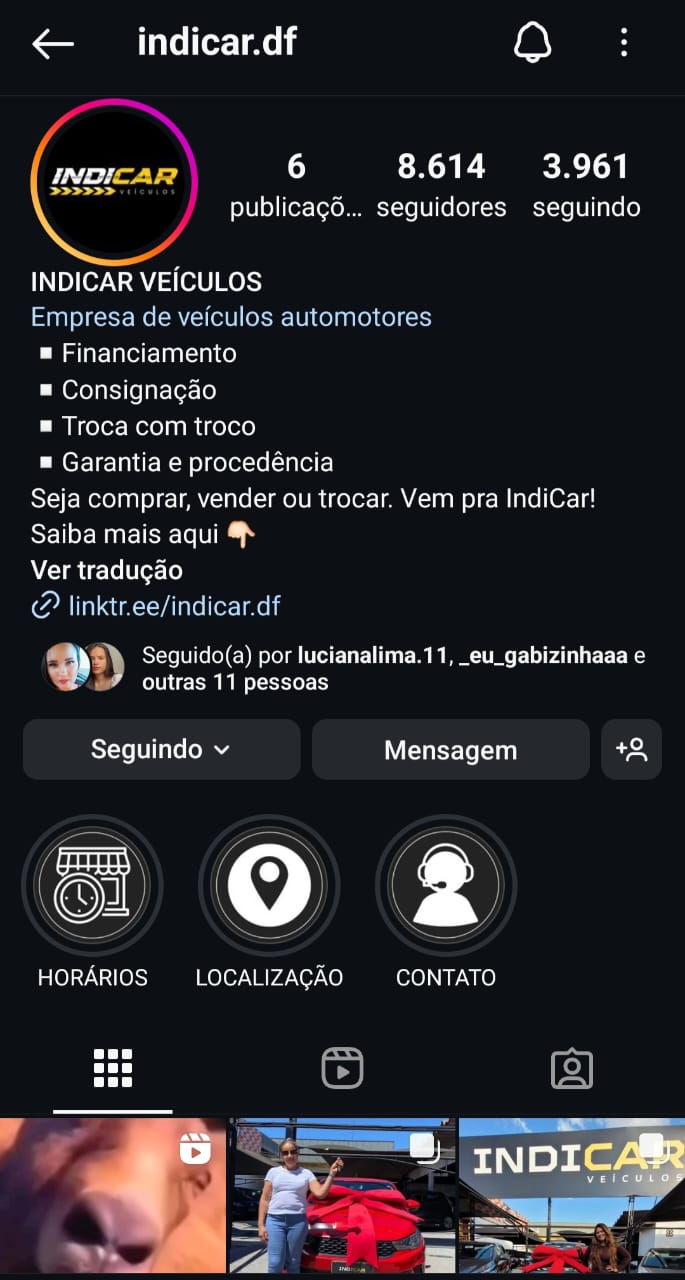 indicar.df
INDICAR
VEÍCULOS
6
8.614
3.961
publicaçõ...
seguidores
seguindo
INDICAR VEÍCULOS
Empresa de veículos automotores
▪️Financiamento
▪️Consignação
▪️Troca com troco
▪️Garantia e procedência
Seja comprar, vender ou trocar. Vem pra IndiCar!
Saiba mais aqui 👇🏻
Ver tradução
linktr.ee/indicar.df
Seguido(a) por lucianalima.11, _eu_gabizinhaaa e
outras 11 pessoas
Seguindo
Mensagem
HORÁRIOS
LOCALIZAÇÃO
CONTATO
INDICAR
INDICAR
VEÍCULOS